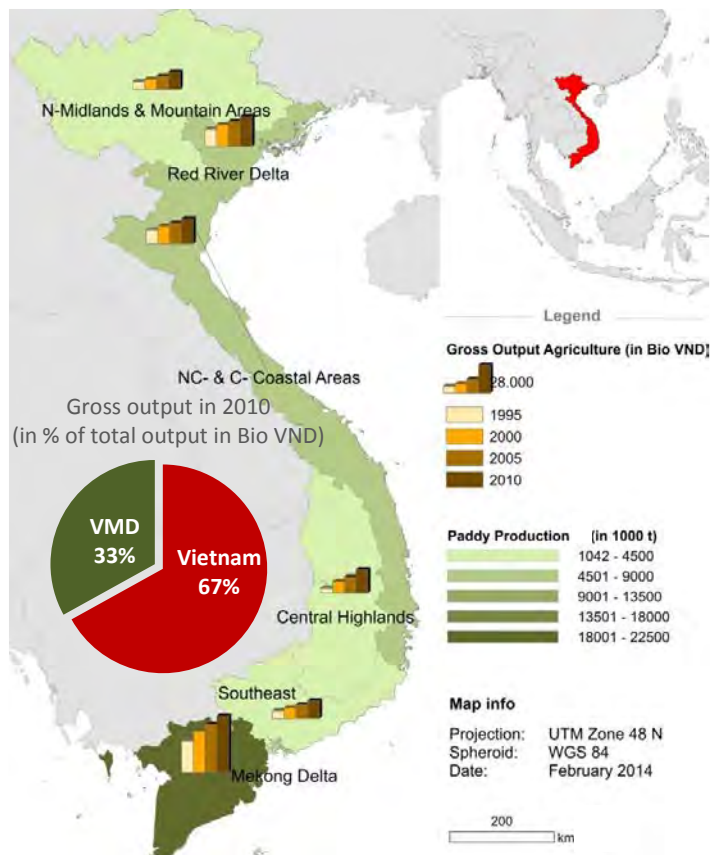 N-Midlands & Mountain Areas
Red River Delta
NC- & C- Coastal Areas
Gross output in 2010
(in % of total output in Bio VND)
VMD
33%
Vietnam
67%
Central Highlands
Southeast
Mekong Delta
Legend
Gross Output Agriculture (in Bio VND)
28.000
1995
2000
2005
2010
Paddy Production (in 1000 t)
1042 - 4500
4501 - 9000
9001 - 13500
13501 - 18000
18001 - 22500
Map info
Projection: UTM Zone 48 N
Spheroid: WGS 84
Date: February 2014
200
km